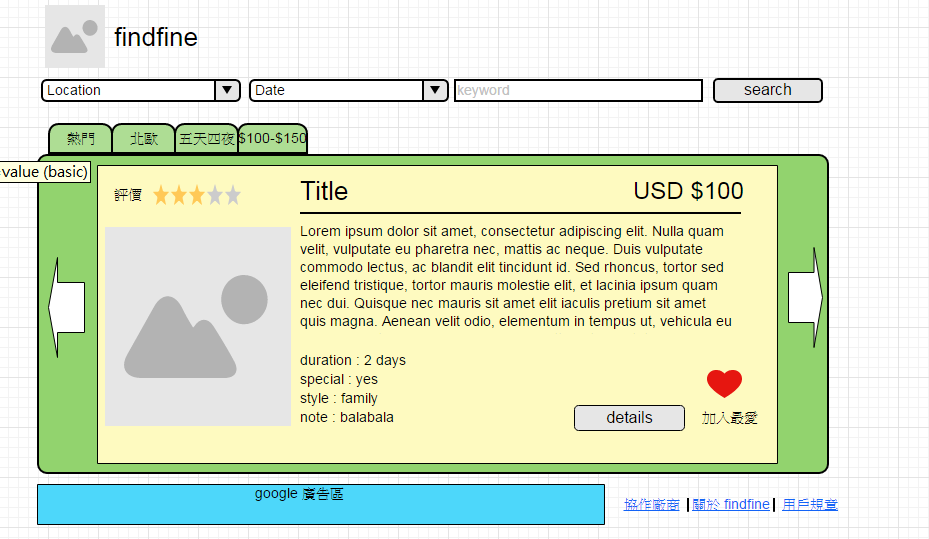 findfine
Location
Date
keyword
search
熱門
北歐
五天四夜
$100-$150
value (basic)
評價
Title
USD $100
Lorem ipsum dolor sit amet, consectetur adipiscing elit. Nulla quam
velit, vulputate eu pharetra nec, mattis ac neque. Duis vulputate
commodo lectus, ac blandit elit tincidunt id. Sed rhoncus, tortor sed
eleifend tristique, tortor mauris molestie elit, et lacinia ipsum quam
nec dui. Quisque nec mauris sit amet elit iaculis pretium sit amet
quis magna. Aenean velit odio, elementum in tempus ut, vehicula eu
duration : 2 days
special : yes
style : family
note : balabala
details
加入最愛
google 廣告區
協作廠商 | 關於 findfine | 用戶規章